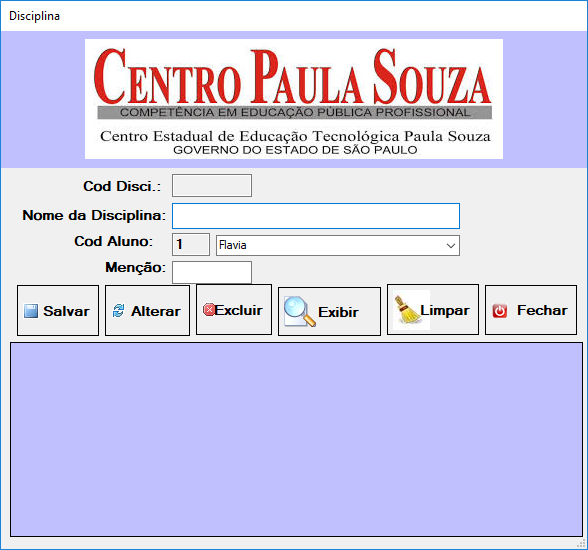 Disciplina
CENTRO PAULA SOUZA
COMPETÊNCIA EM EDUCAÇÃO PÚBLICA PROFISSIONAL
Centro Estadual de Educação Tecnológica Paula Souza
GOVERNO DO ESTADO DE SÃO PAULO
Cod Disci.:
Nome da Disciplina:
Cod Aluno: 1 Flavia
Menção:
Salvar Alterar Excluir Exibir Limpar Fechar